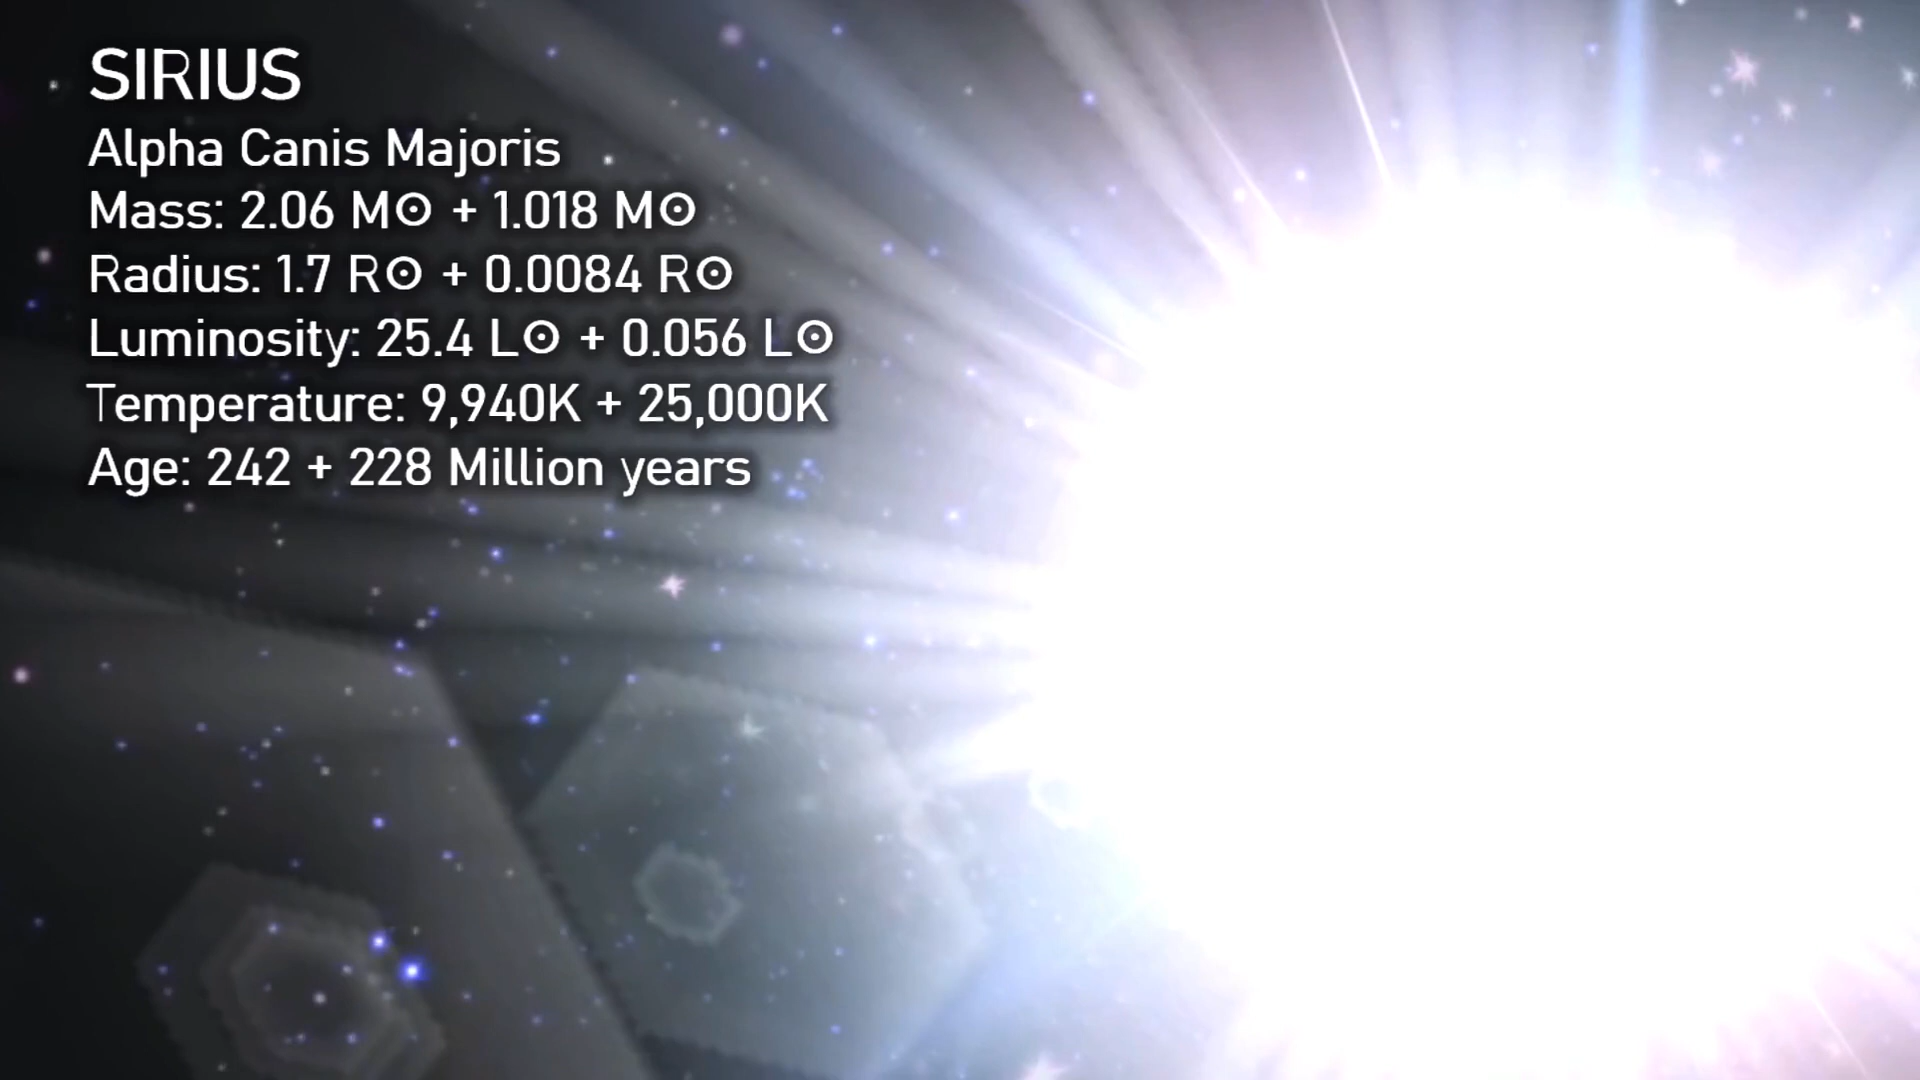 SIRIUS
Alpha Canis Majoris
Mass: 2.06 M☉ + 1.018 M☉
Radius: 1.7 R☉ + 0.0084 R☉
Luminosity: 25.4 L☉ + 0.056 L☉
Temperature: 9,940K + 25,000K
Age: 242 + 228 Million years